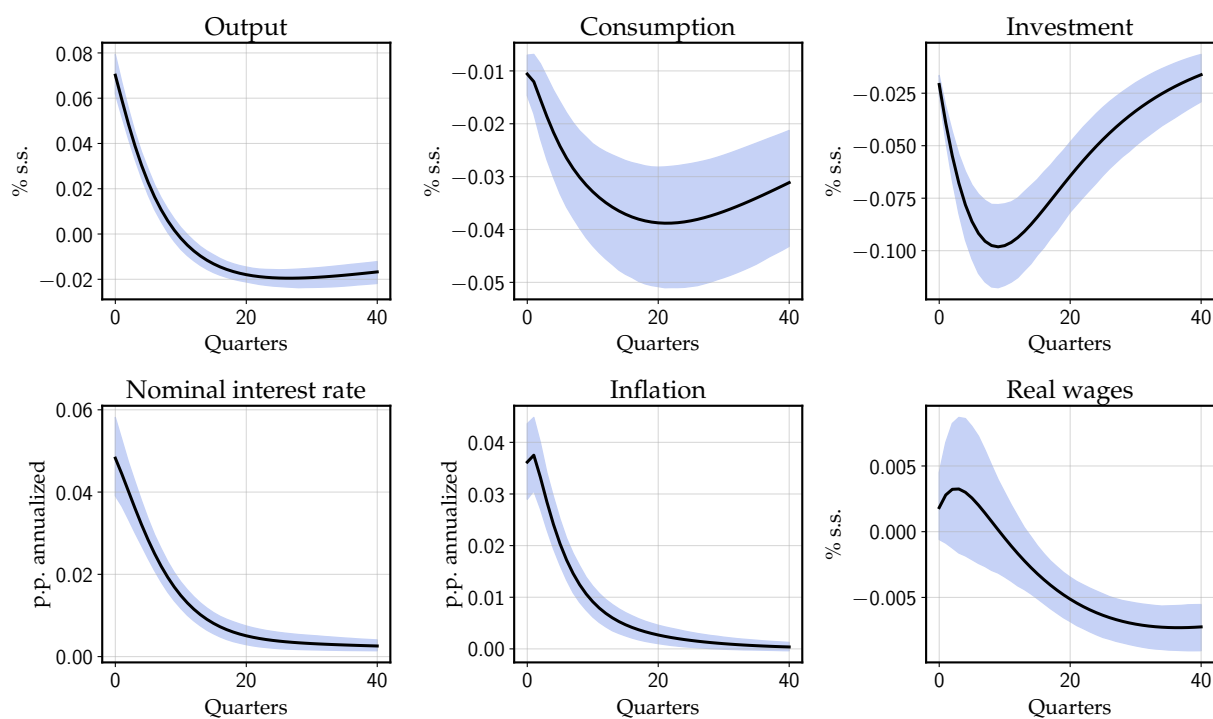 Output
0.08
0.06
0.04
0.02
0.00
−0.02
% s.s.
0
20
40
Quarters
Consumption
−0.01
−0.02
−0.03
−0.04
−0.05
% s.s.
0
20
40
Quarters
Investment
−0.025
−0.050
−0.075
−0.100
% s.s.
0
20
40
Quarters
Nominal interest rate
0.06
0.04
0.02
0.00
p.p. annualized
0
20
40
Quarters
Inflation
0.04
0.03
0.02
0.01
0.00
p.p. annualized
0
20
40
Quarters
Real wages
0.005
0.000
−0.005
% s.s.
0
20
40
Quarters